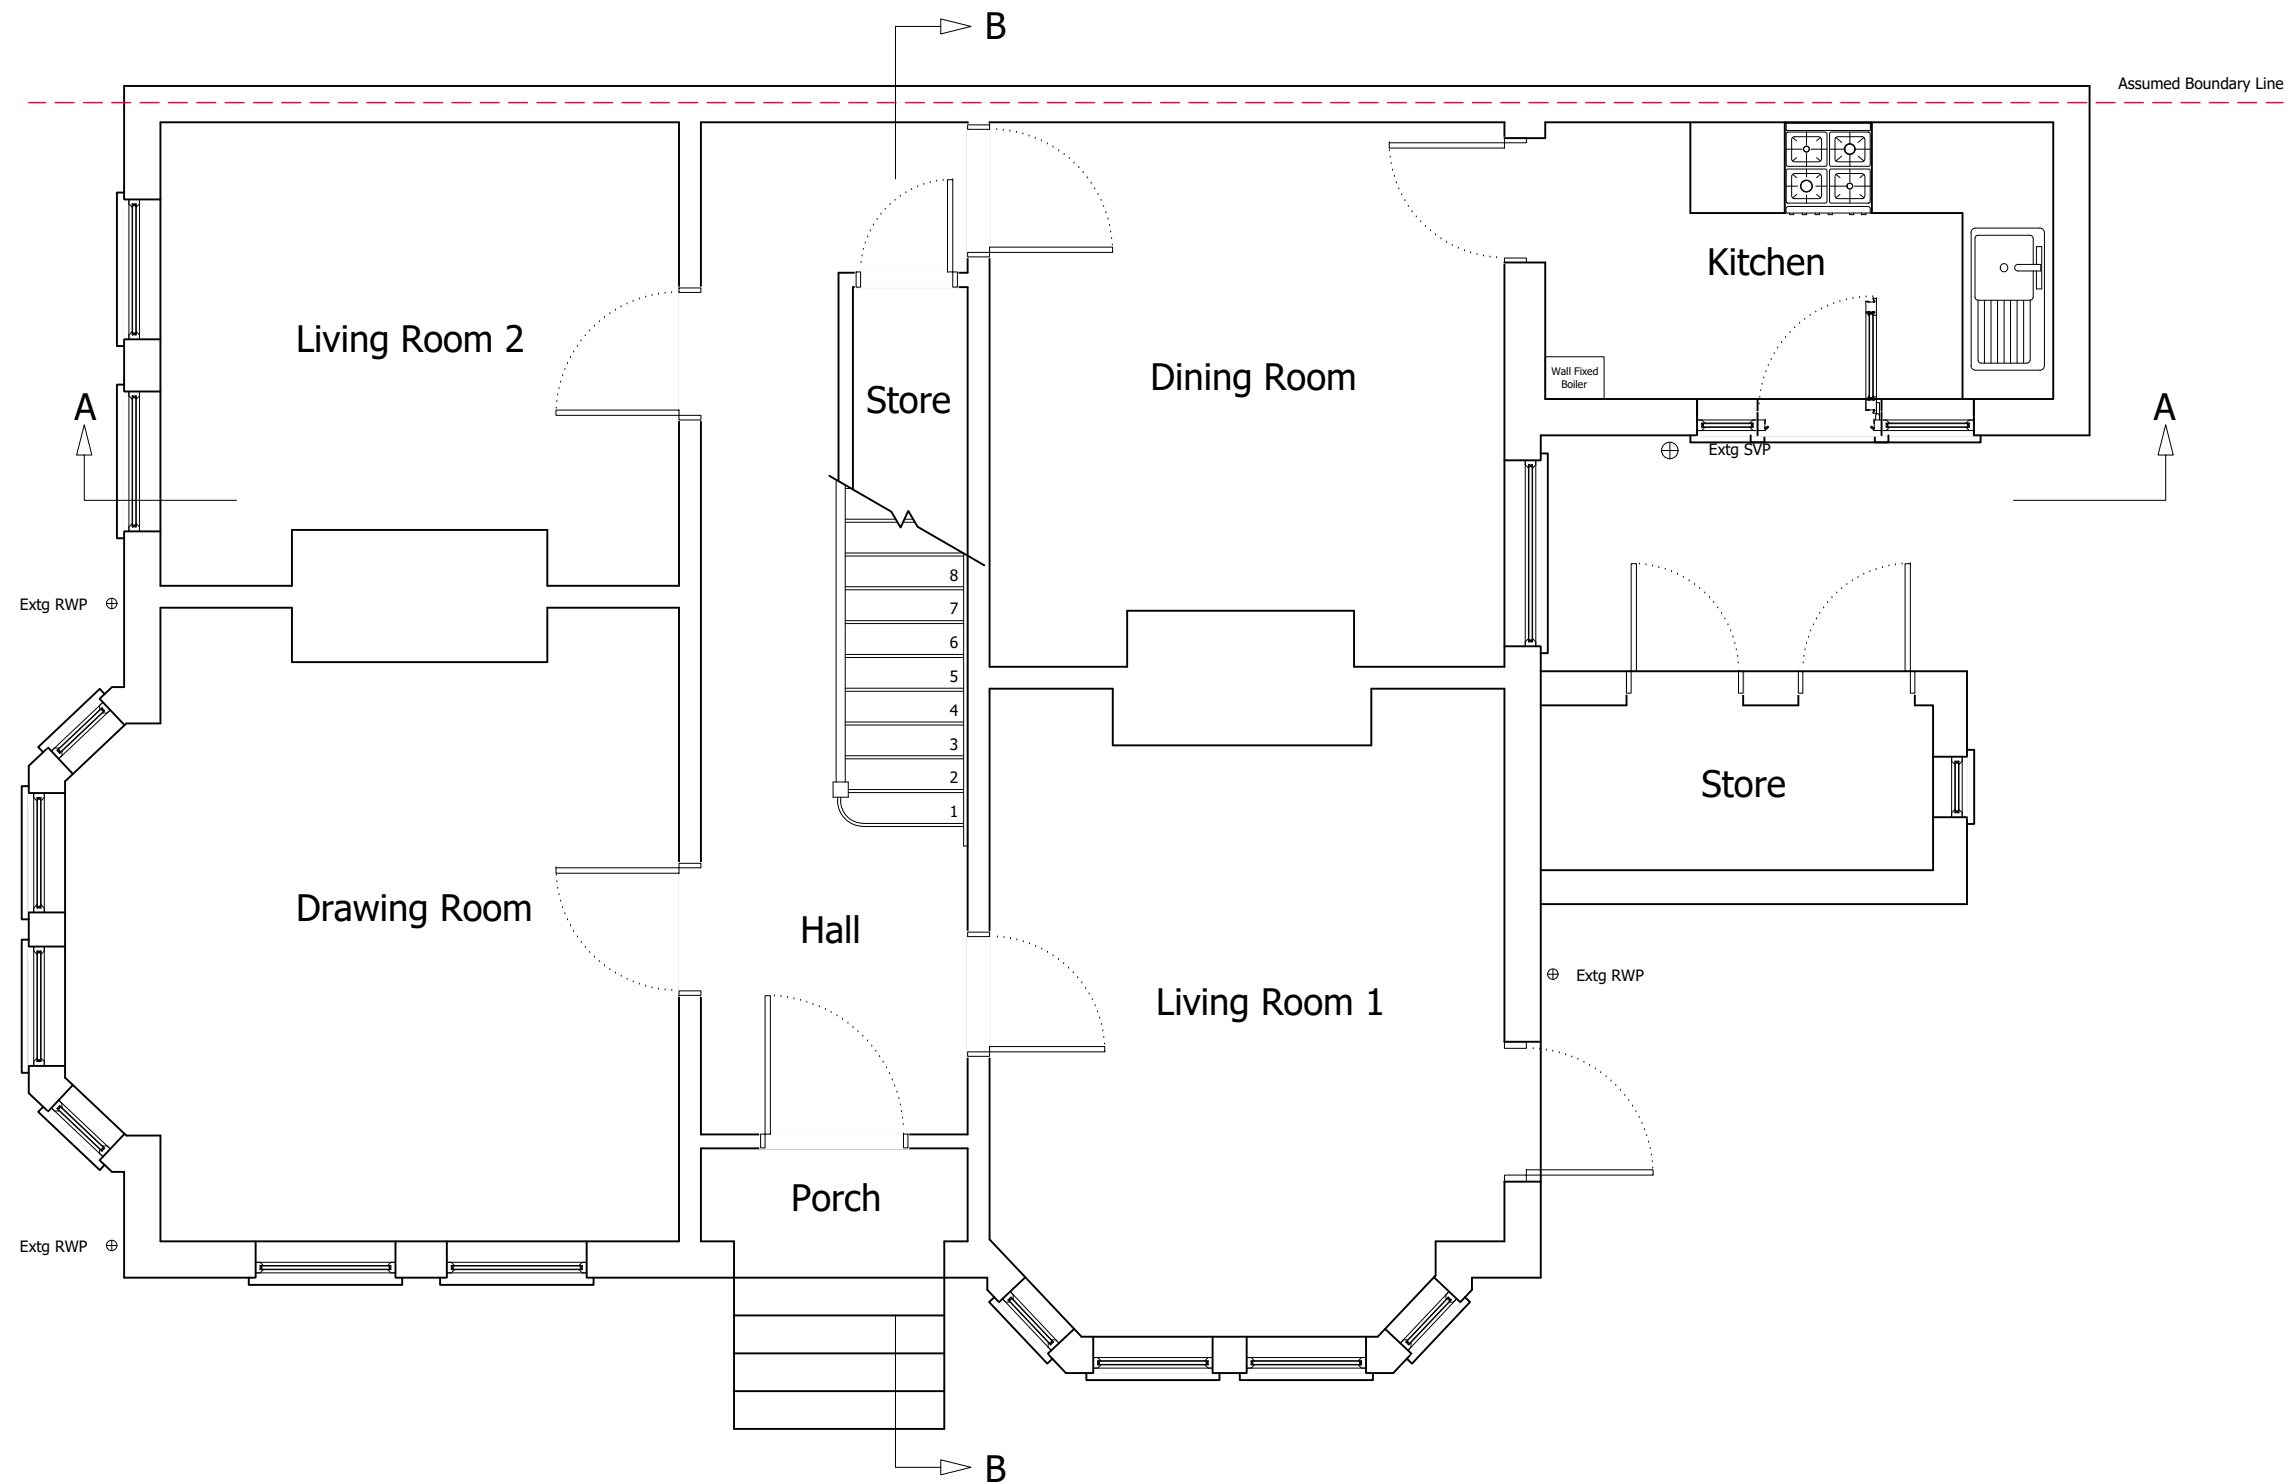 B
Assumed Boundary Line
Kitchen
Living Room 2
Dining Room
Wall Fixed
Boiler
Store
A
A
Extg SVP
8
7
6
5
4
3
2
1
Extg RWP
Store
Drawing Room
Hall
Extg RWP
Living Room 1
Porch
Extg RWP
B